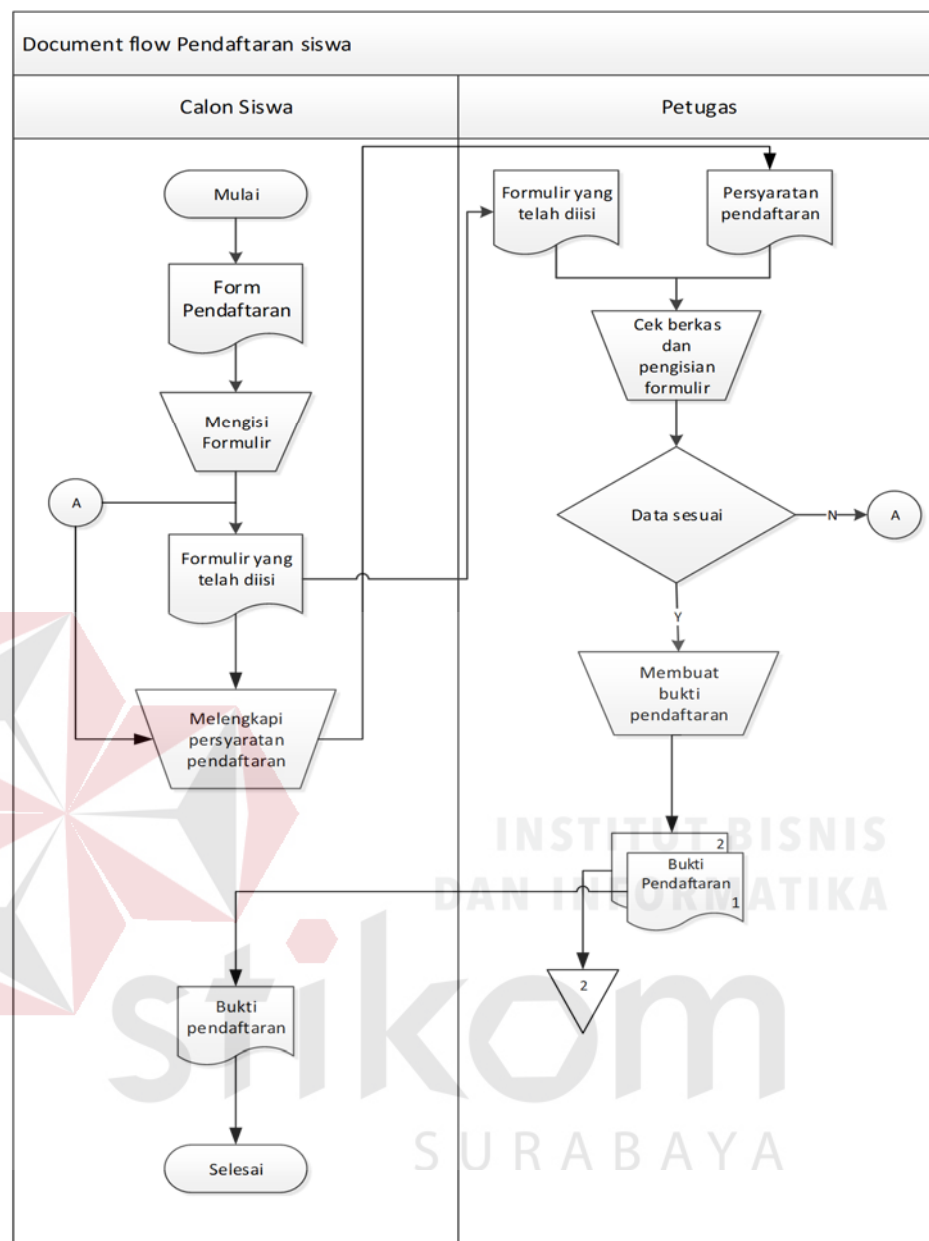 Document flow Pendaftaran siswa
Calon Siswa
Petugas
Mulai
Form
Pendaftaran
Mengisi
Formulir
A
Formulir yang
telah diisi
Melengkapi
persyaratan
pendaftaran
Formulir yang
telah diisi
Persyaratan
pendaftaran
Cek berkas
dan
pengisian
formulir
Data sesuai
N
A
Y
Membuat
bukti
pendaftaran
2
Bukti
Pendaftaran
1
2
Bukti
pendaftaran
Selesai
INSTITUT BISNIS
DAN INFORMATIKA
stikom
SURABAYA